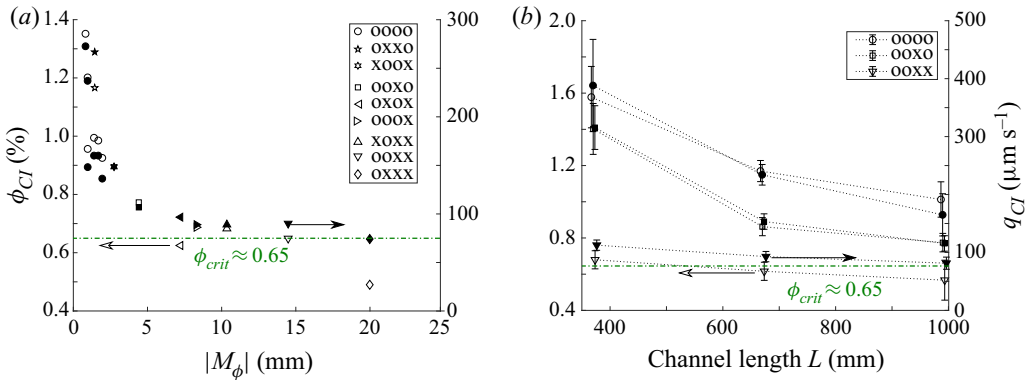 (a)
1.4
1.2
1.0
0.8
0.6
0.4
ϕCI (%)
300
200
100
0
OOOO
OXXO
XOOX
OOXO
OXOX
OOOX
XOXX
OOXX
OXXX
ϕcrit ≈ 0.65
0 5 10 15 20 25
|Mϕ| (mm)
(b)
2.0
1.6
1.2
0.8
0.4
500
400
300
200
100
0
qCI (μm s−1)
OOOO
OOXO
OOXX
ϕcrit ≈ 0.65
400 600 800 1000
Channel length L (mm)